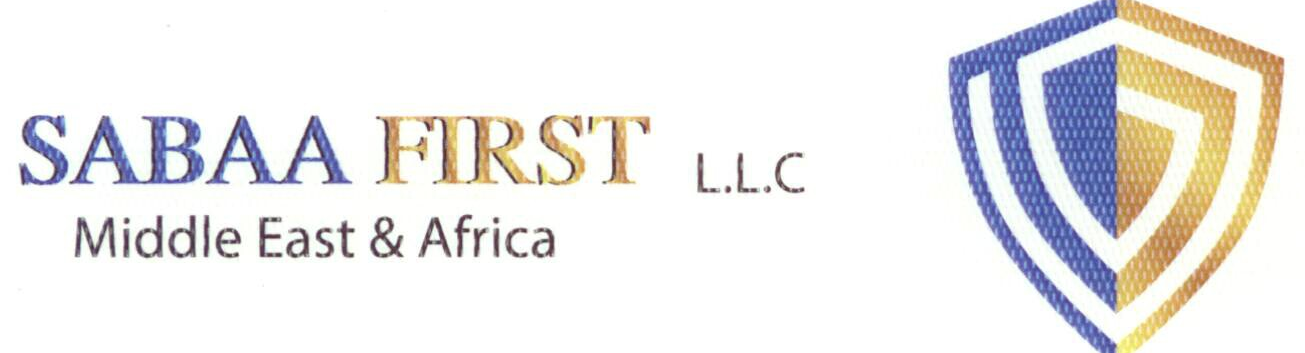 SABAA FIRST L.L.C
Middle East & Africa